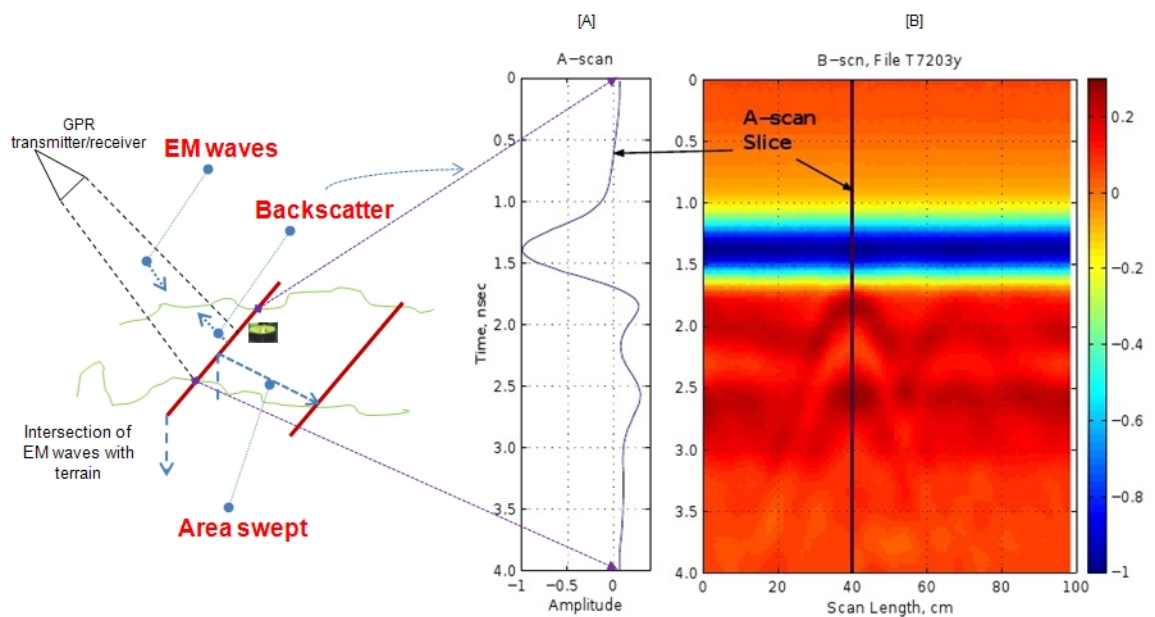 [A]
[B]
A-scan
B-scn, File T7203y
GPR
transmitter/receiver
EM waves
Backscatter
Intersection of
EM waves with
terrain
Area swept
A-scan
Slice
Time, nsec
0
0.5
1.0
1.5
2.0
2.5
3.0
3.5
4.0
−1 −0.5 0
Amplitude
0
0.5
1.0
1.5
2.0
2.5
3.0
3.5
4.0
0 20 40 60 80 100
Scan Length, cm
0.2
0
−0.2
−0.4
−0.6
−0.8
−1